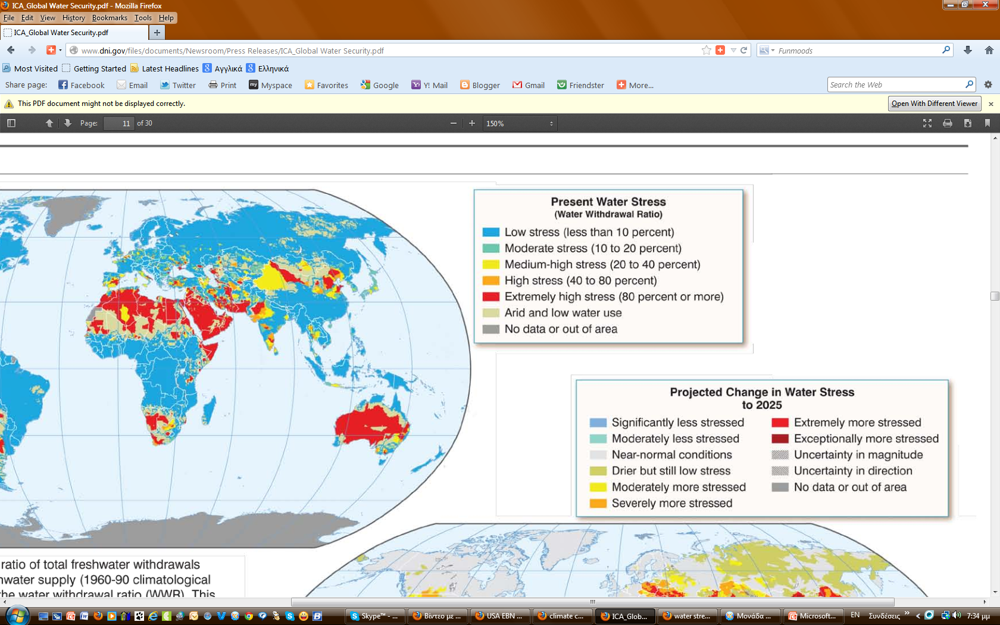 ICA_Global Water Security.pdf - Mozilla Firefox
File Edit View History Bookmarks Tools Help
ICA_Global Water Security.pdf
www.dni.gov/files/documents/Newsroom/Press Releases/ICA_Global Water Security.pdf
Funmoods
Most Visited Getting Started Latest Headlines Αγγλικά Ελληνικά
Share page: Facebook Email Twitter Print Myspace Favorites Google Y! Mail Blogger Gmail Friendster More...
Search the Web
This PDF document might not be displayed correctly.
Open With Different Viewer
Page: 11 of 30
150%
Present Water Stress
(Water Withdrawal Ratio)
Low stress (less than 10 percent)
Moderate stress (10 to 20 percent)
Medium-high stress (20 to 40 percent)
High stress (40 to 80 percent)
Extremely high stress (80 percent or more)
Arid and low water use
No data or out of area
Projected Change in Water Stress
to 2025
Significantly less stressed
Moderately less stressed
Near-normal conditions
Drier but still low stress
Moderately more stressed
Severely more stressed
Extremely more stressed
Exceptionally more stressed
Uncertainty in magnitude
Uncertainty in direction
No data or out of area
ratio of total freshwater withdrawals
water supply (1960-90 climatological
the water withdrawal ratio (WWR). This
Skype™ - ... Βίντεο με ... USA EBN ... climate c... ICA_Glob... water stre... Μονάδα ... Microsoft... EN Συνδέσεις 7:34 μμ